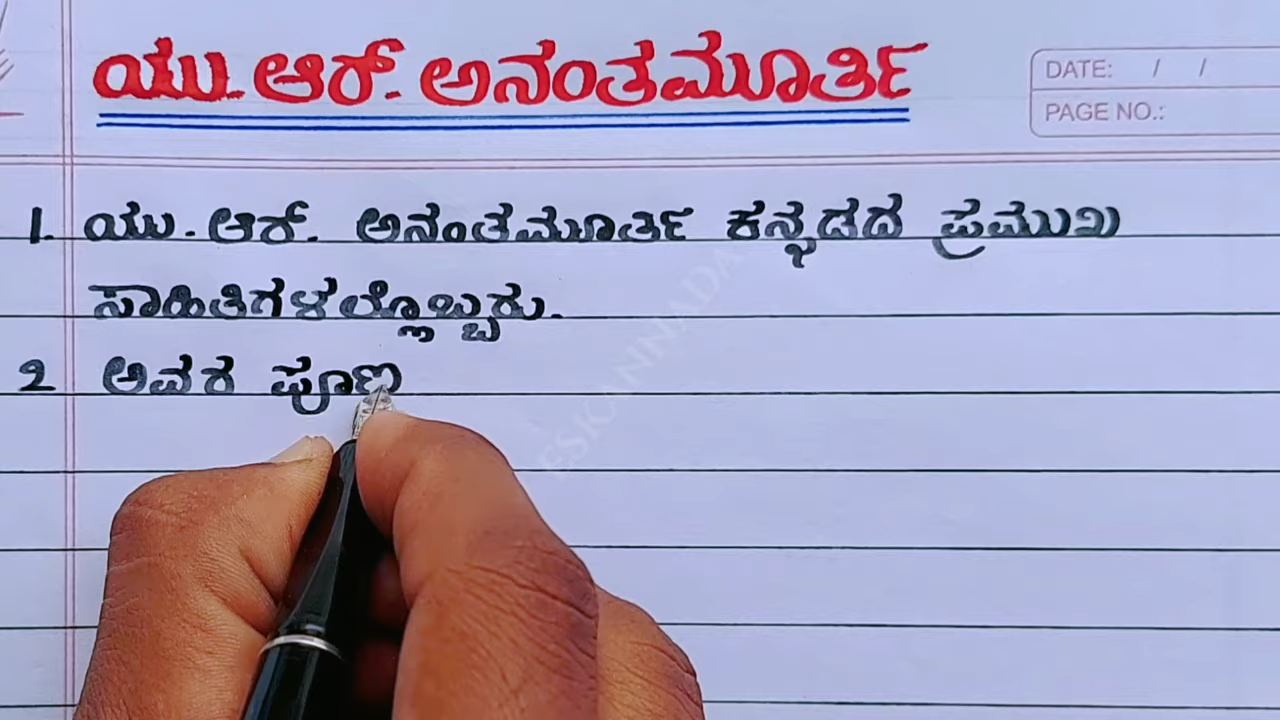 ಯು. ಆರ್. ಅನಂತಮೂರ್ತಿ
DATE: / /
PAGE NO.:
1. ಯು. ಆರ್. ಅನಂತಮೂರ್ತಿ ಕನ್ನಡದ ಪ್ರಮುಖ
ಸಾಹಿತಿಗಳಲ್ಲೊಬ್ಬರು.
2 ಅವರ ಪೂಣ